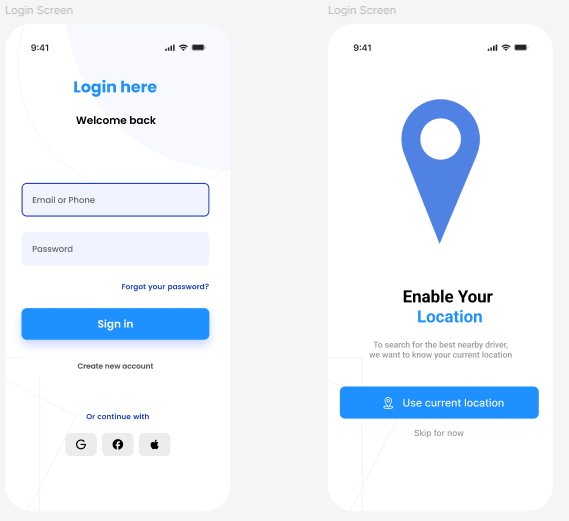 Login Screen
9:41
Login here
Welcome back
Email or Phone
Password
Forgot your password?
Sign in
Create new account
Or continue with
Login Screen
9:41
Enable Your
Location
To search for the best nearby driver,
we want to know your current location
Use current location
Skip for now